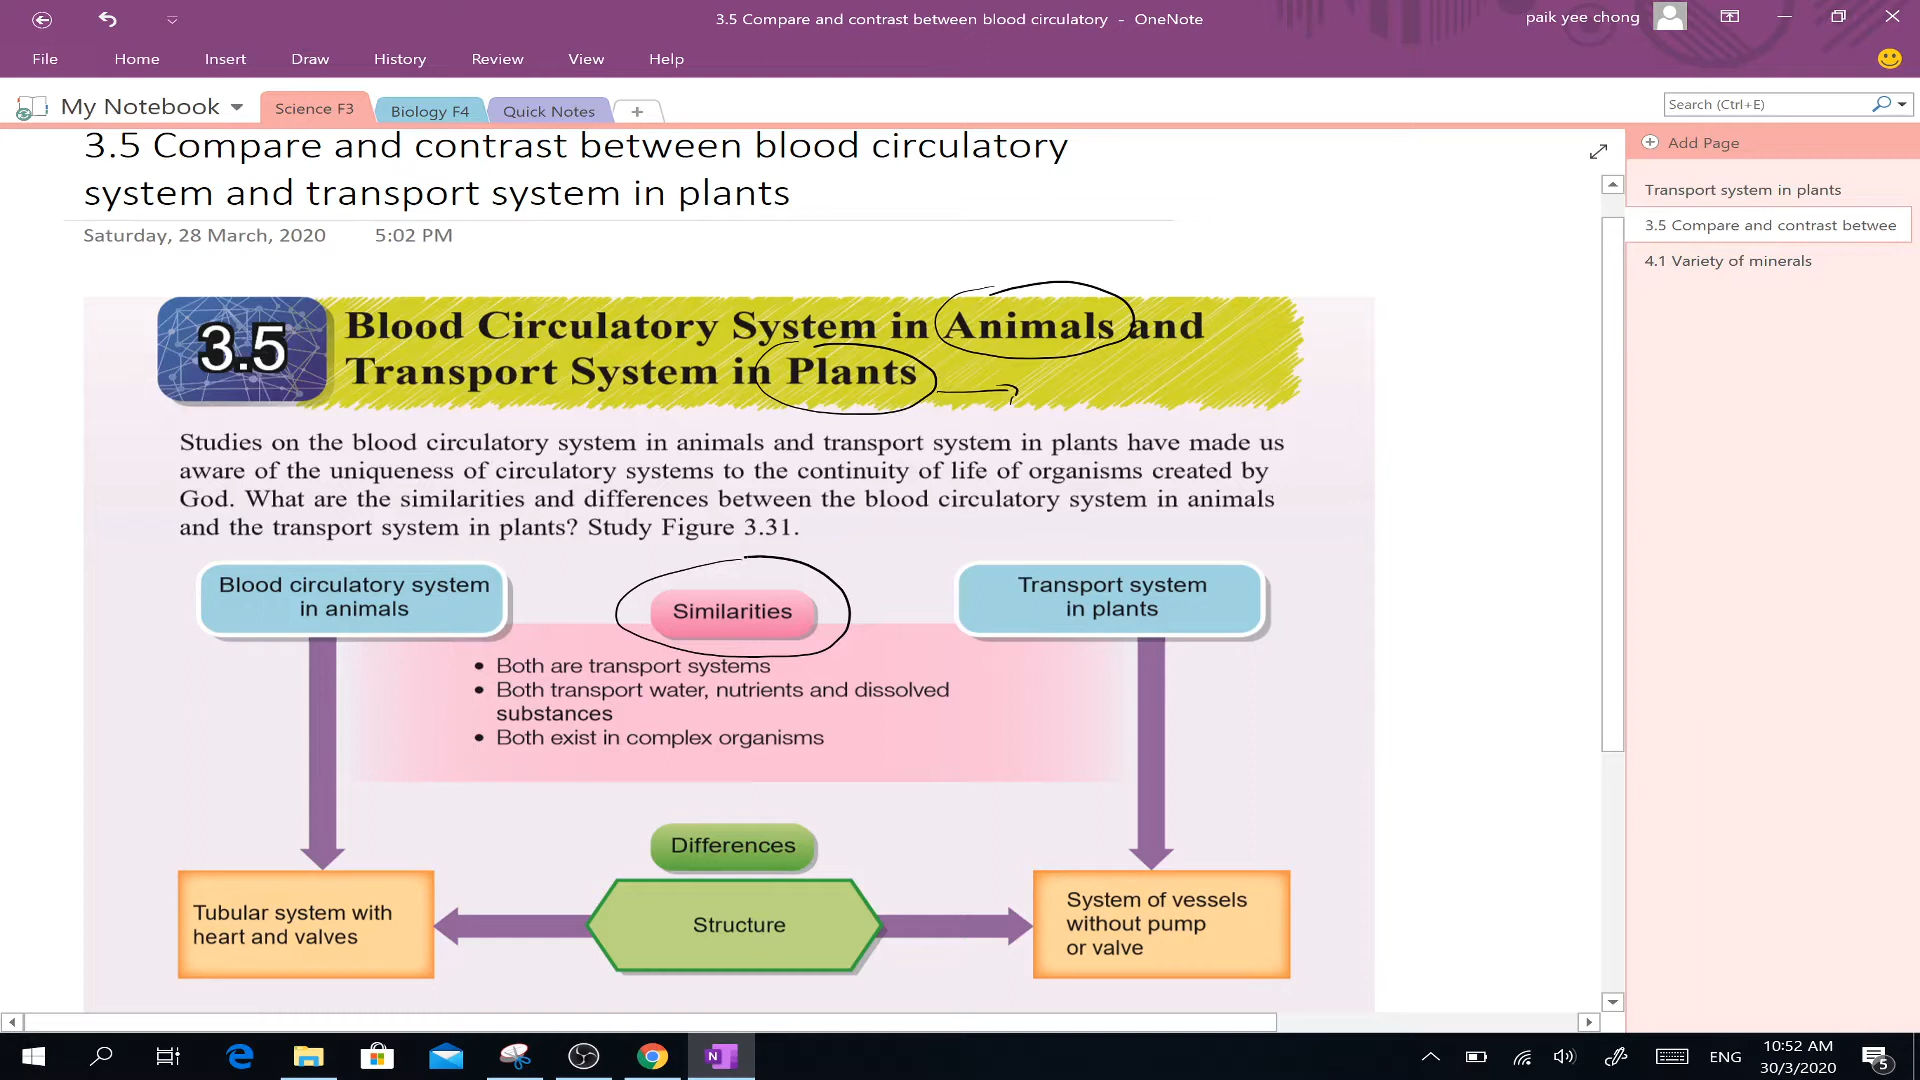 3.5 Compare and contrast between blood circulatory - OneNote
paik yee chong
File Home Insert Draw History Review View Help
My Notebook
Science F3
Biology F4
Quick Notes
Search (Ctrl+E)
3.5 Compare and contrast between blood circulatory
system and transport system in plants
Saturday, 28 March, 2020 5:02 PM
Add Page
Transport system in plants
3.5 Compare and contrast betwee
4.1 Variety of minerals
3.5
Blood Circulatory System in Animals and
Transport System in Plants
Studies on the blood circulatory system in animals and transport system in plants have made us
aware of the uniqueness of circulatory systems to the continuity of life of organisms created by
God. What are the similarities and differences between the blood circulatory system in animals
and the transport system in plants? Study Figure 3.31.
Blood circulatory system
in animals
Similarities
Transport system
in plants
• Both are transport systems
• Both transport water, nutrients and dissolved
substances
• Both exist in complex organisms
Differences
Tubular system with
heart and valves
Structure
System of vessels
without pump
or valve
ENG
10:52 AM
30/3/2020
5